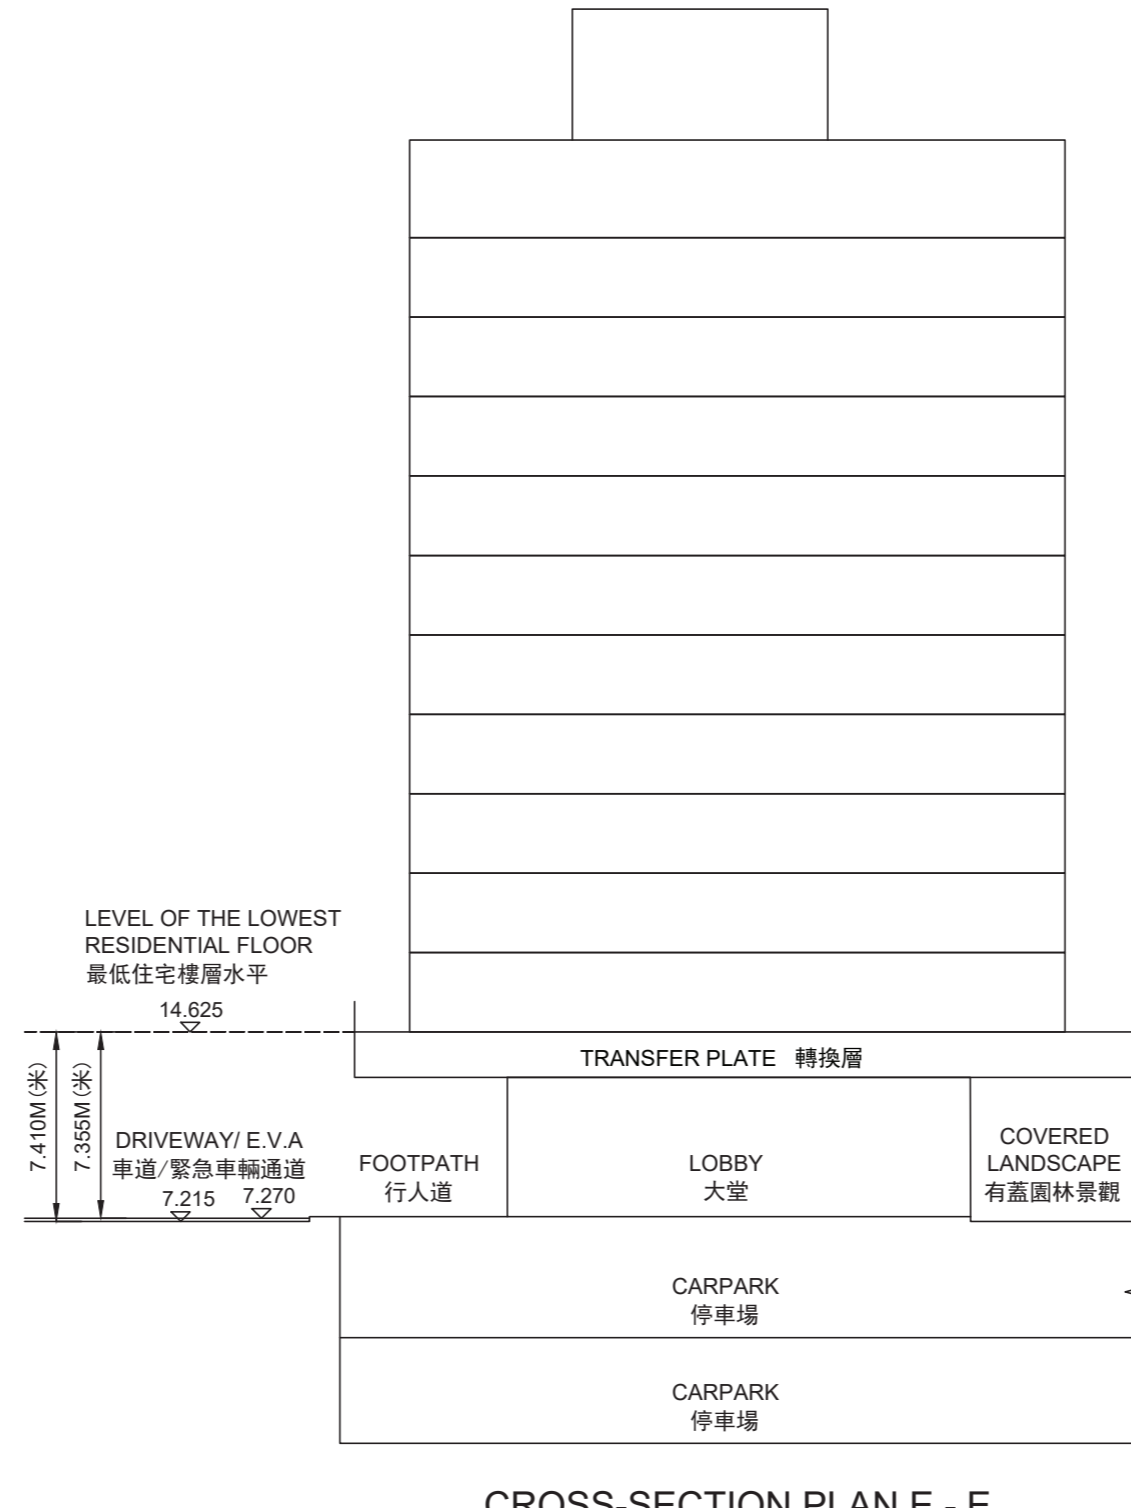 LEVEL OF THE LOWEST
RESIDENTIAL FLOOR
最低住宅樓層水平
14.625
TRANSFER PLATE 轉換層
7.410M (米)
7.355M (米)
DRIVEWAY/ E.V.A
車道/緊急車輛通道
7.215 7.270
FOOTPATH
行人道
LOBBY
大堂
COVERED
LANDSCAPE
有蓋園林景觀
CARPARK
停車場
CARPARK
停車場
CROSS-SECTION PLAN